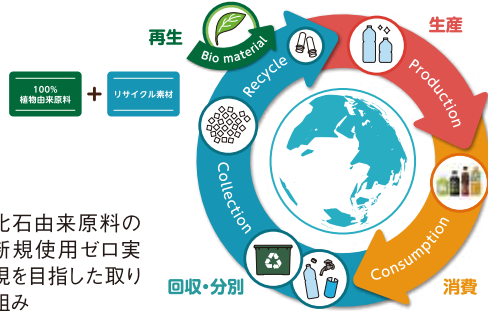 再生
Bio material
Recycle
生産
Production
100%
植物由来原料
+
リサイクル素材
Collection
Consumption
化石由来原料の
新規使用ゼロ実
現を目指した取り
組み
回収・分別
消費